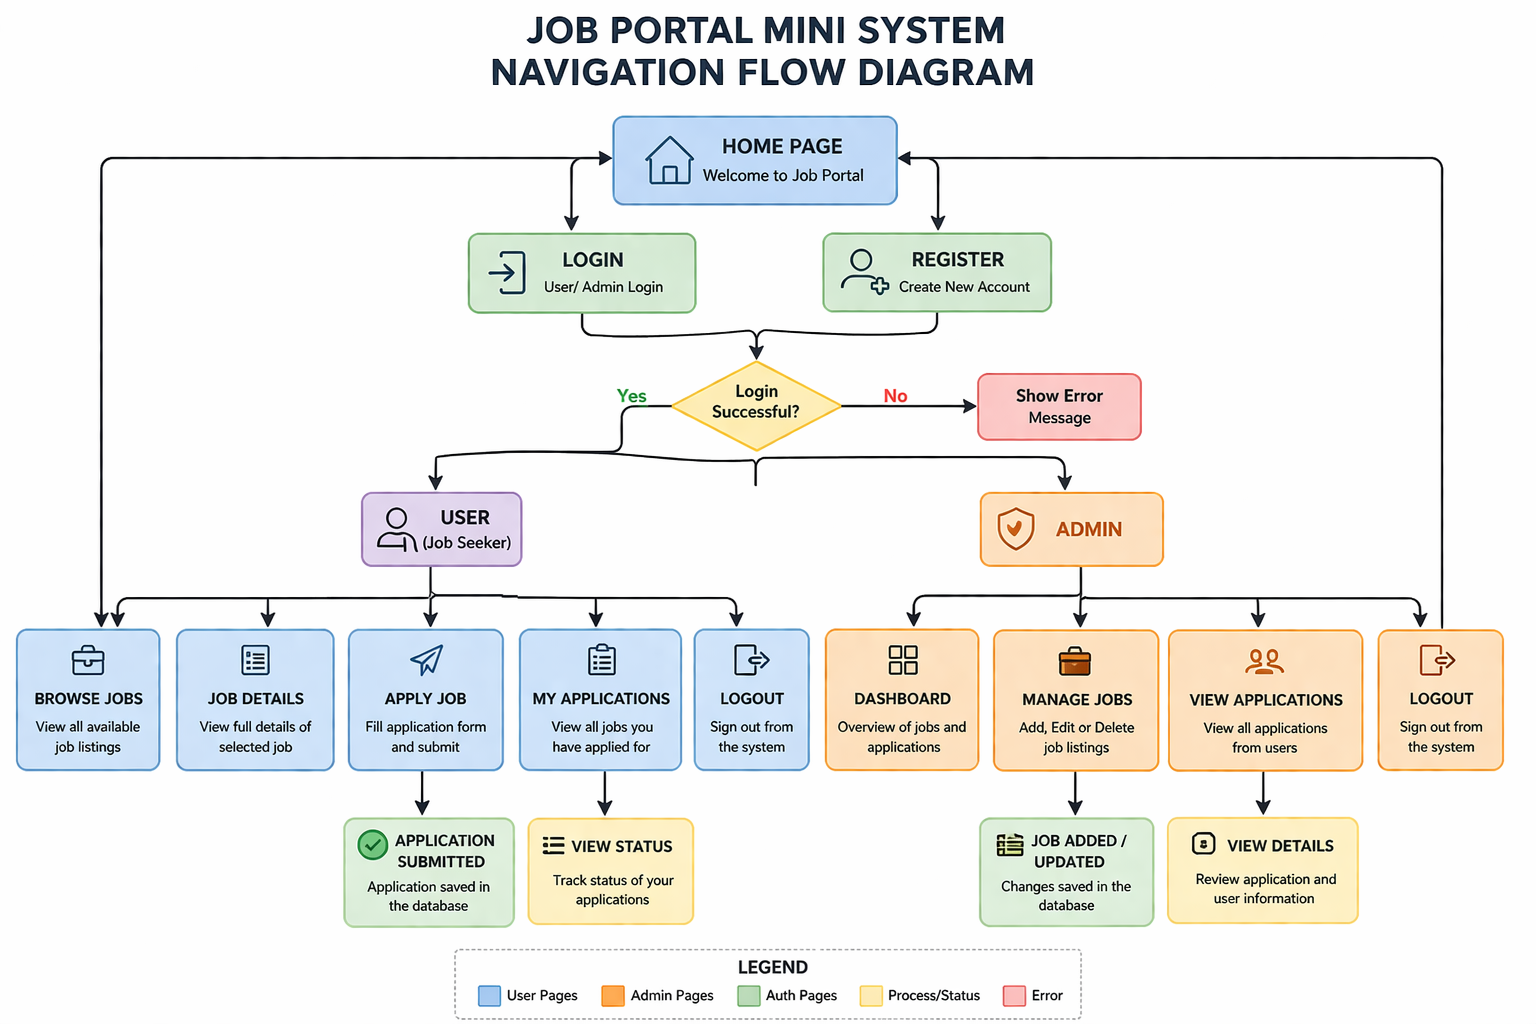 JOB PORTAL MINI SYSTEM
NAVIGATION FLOW DIAGRAM
HOME PAGE
Welcome to Job Portal
LOGIN
User/ Admin Login
REGISTER
Create New Account
Login
Successful?
Yes
No
Show Error
Message
USER
(Job Seeker)
ADMIN
BROWSE JOBS
View all available
job listings
JOB DETAILS
View full details of
selected job
APPLY JOB
Fill application form
and submit
MY APPLICATIONS
View all jobs you
have applied for
LOGOUT
Sign out from
the system
DASHBOARD
Overview of jobs and
applications
MANAGE JOBS
Add, Edit or Delete
job listings
VIEW APPLICATIONS
View all applications
from users
LOGOUT
Sign out from
the system
APPLICATION
SUBMITTED
Application saved in
the database
VIEW STATUS
Track status of your
applications
JOB ADDED /
UPDATED
Changes saved in the
database
VIEW DETAILS
Review application and
user information
LEGEND
User Pages
Admin Pages
Auth Pages
Process/Status
Error